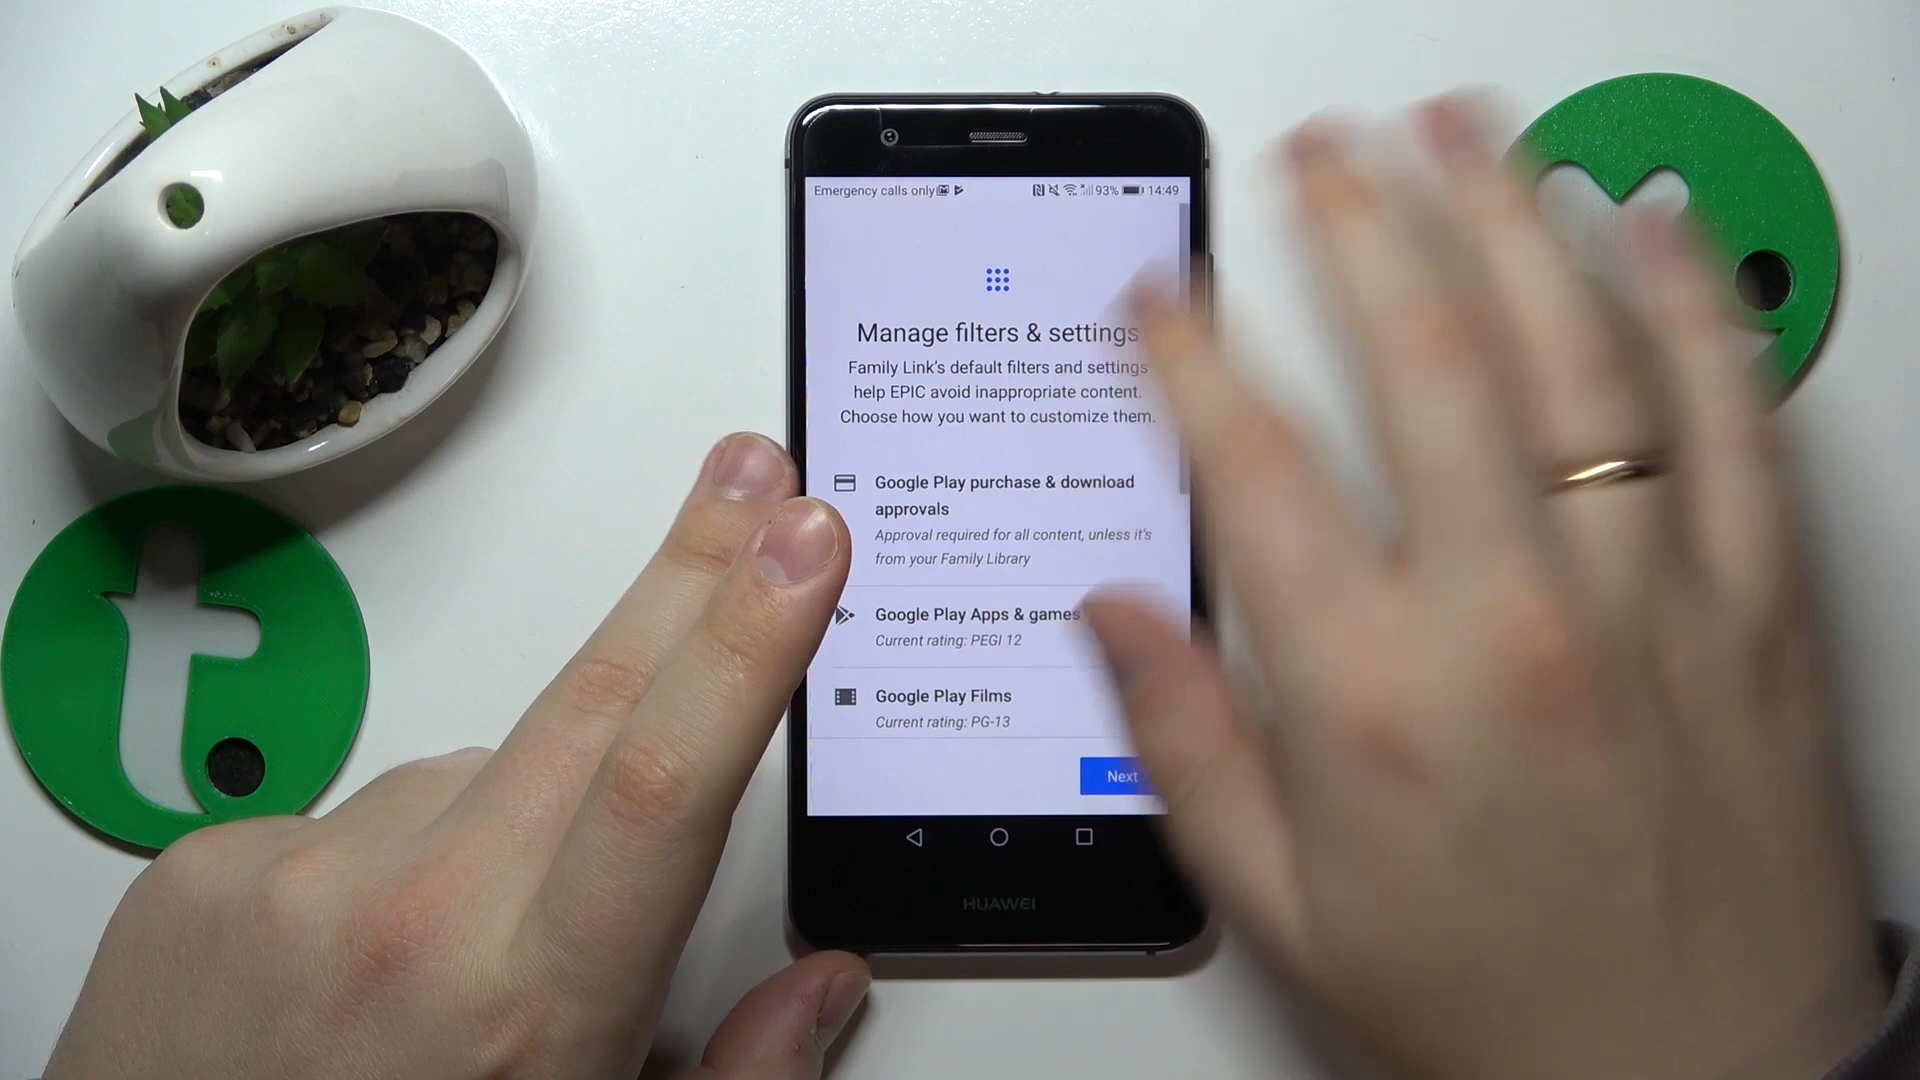 Emergency calls only 93% 14:49
Manage filters & settings
Family Link's default filters and settings
help EPIC avoid inappropriate content.
Choose how you want to customize them.
Google Play purchase & download
approvals
Approval required for all content, unless it's
from your Family Library
Google Play Apps & games
Current rating: PEGI 12
Google Play Films
Current rating: PG-13
Next
HUAWEI
t